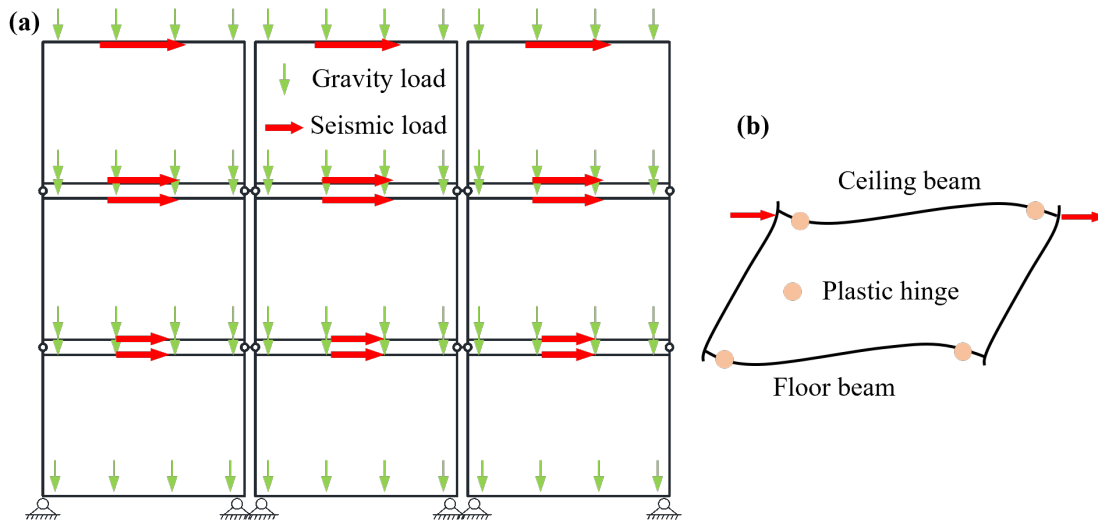 (a)
Gravity load
Seismic load
(b)
Ceiling beam
Plastic hinge
Floor beam